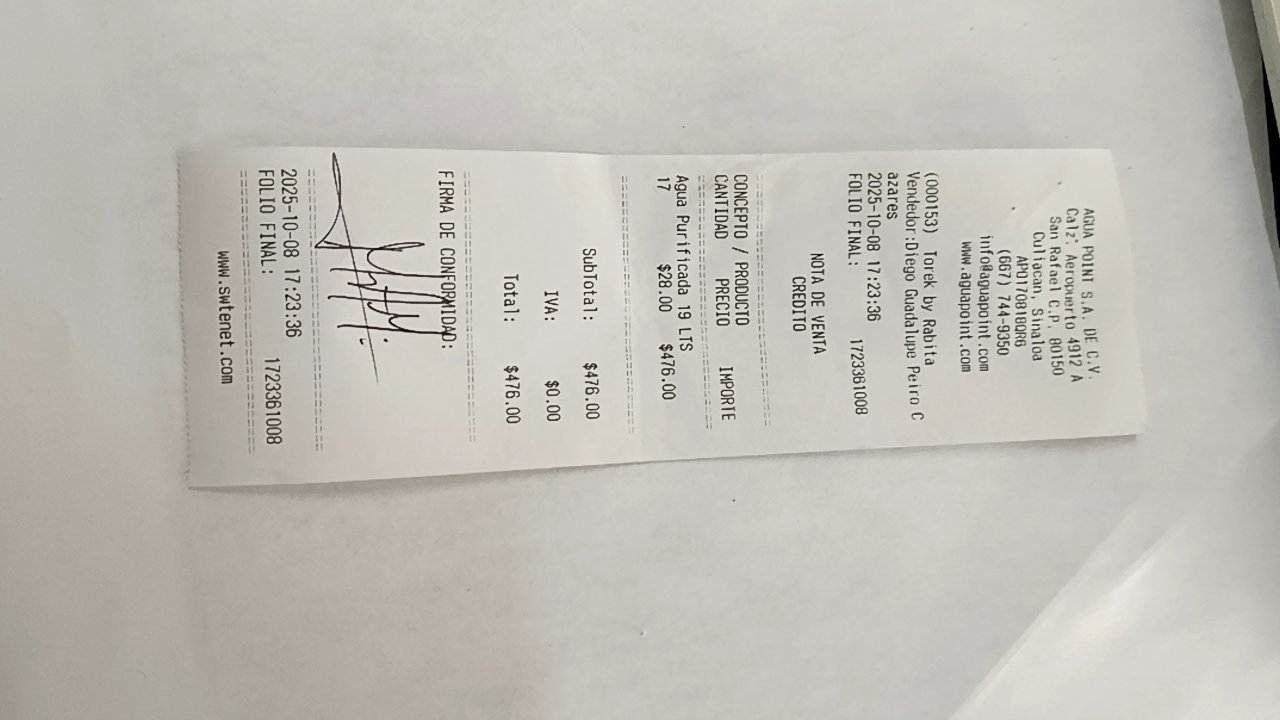 AGUA POINT S.A. DE C.V.
Calz. Aeropuerto 4912 A
San Rafael C.P. 80150
Culiacan, Sinaloa
APO170818QR6
(667) 744-9350
info@aguapoint.com
www.aguapoint.com
(000153) Torek by Rabita
Vendedor:Diego Guadalupe Peiro C
azares
2025-10-08 17:23:36
FOLIO FINAL: 1723361008
NOTA DE VENTA
CREDITO
CONCEPTO / PRODUCTO
CANTIDAD PRECIO IMPORTE
Agua Purificada 19 LTS
17 $28.00 $476.00
Subtotal: $476.00
IVA: $0.00
Total: $476.00
FIRMA DE CONFORMIDAD:
2025-10-08 17:23:36
FOLIO FINAL: 1723361008
www.swtenet.com